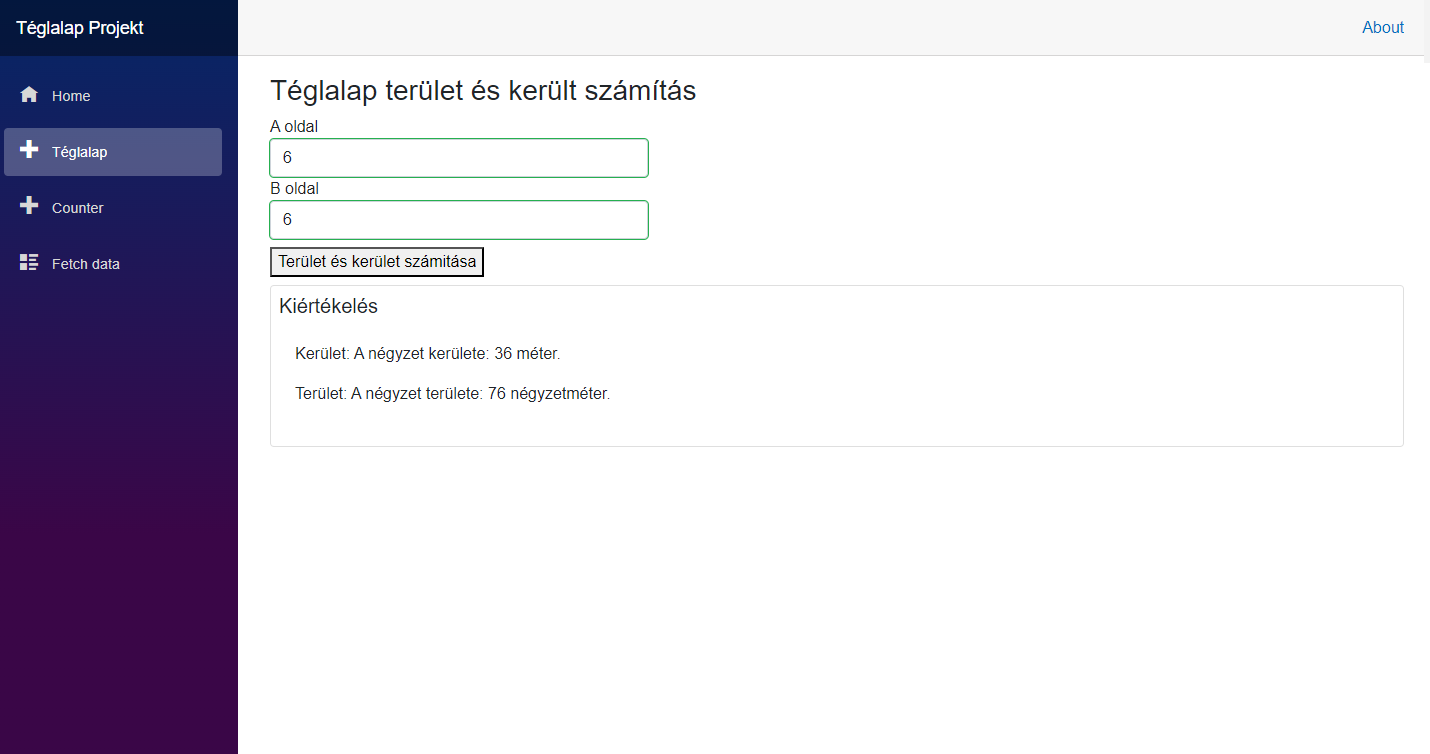 Téglalap Projekt
About
Home
Téglalap
Counter
Fetch data
Téglalap terület és került számítás
A oldal
6
B oldal
6
Terület és kerület számitása
Kiértékelés
Kerület: A négyzet kerülete: 36 méter.
Terület: A négyzet területe: 76 négyzetméter.